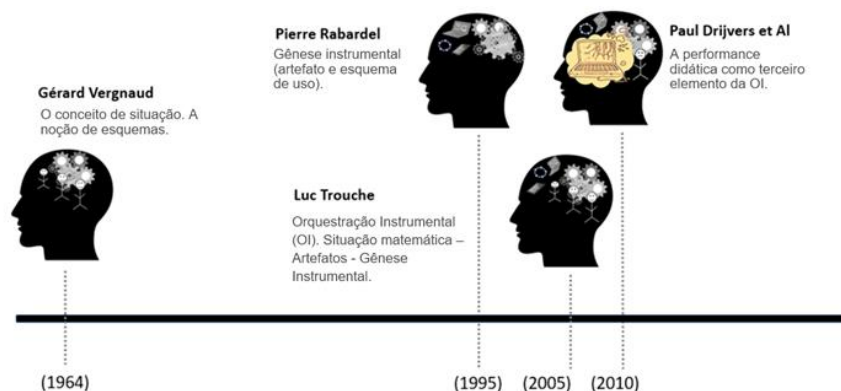 Gérard Vergnaud
O conceito de situação. A
noção de esquemas.
Pierre Rabardel
Gênese instrumental
(artefato e esquema
de uso).
Luc Trouche
Orquestração Instrumental
(OI). Situação matemática –
Artefatos - Gênese
Instrumental.
Paul Drijvers et Al
A performance
didática como terceiro
elemento da OI.
(1964)
(1995)
(2005)
(2010)